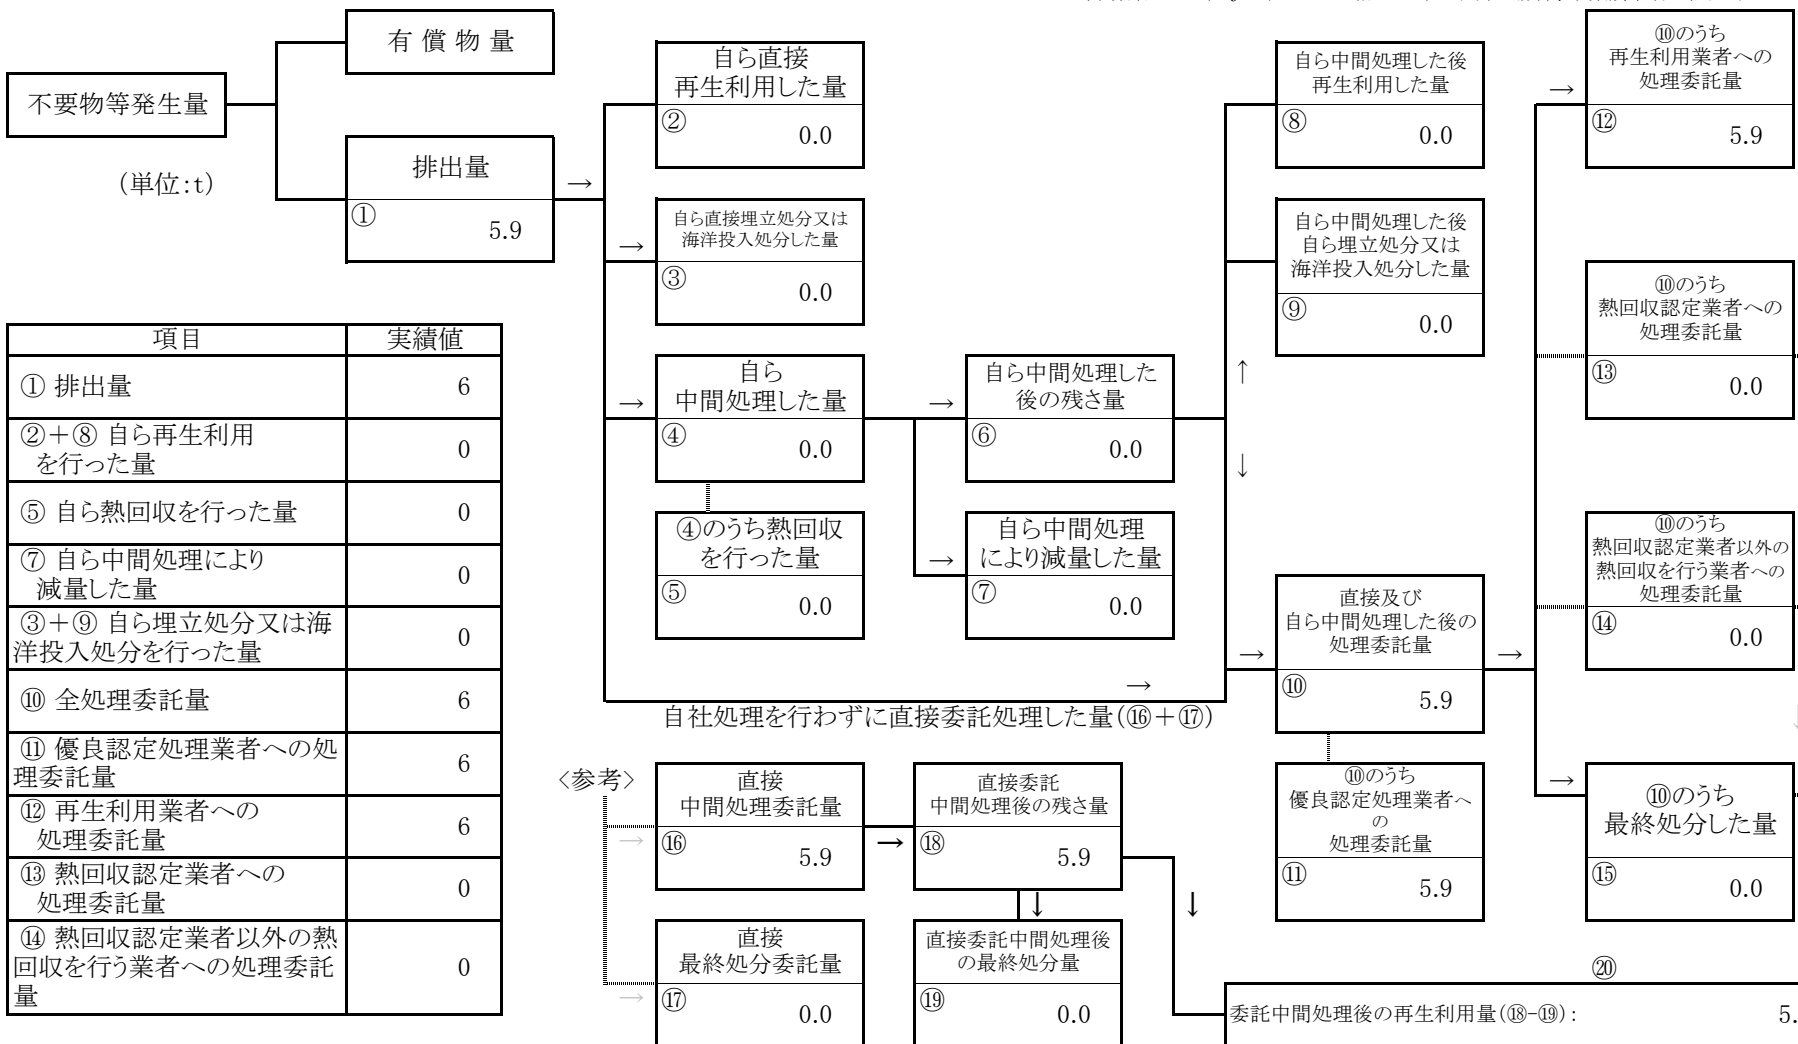 有 償 物 量
不要物等発生量
(単位:t)
排出量
①
5.9
自ら直接
再生利用した量
②
0.0
自ら直接埋立処分又は
海洋投入処分した量
③
0.0
自ら
中間処理した量
④
0.0
④のうち熱回収
を行った量
⑤
0.0
自ら中間処理した
後の残さ量
⑥
0.0
自ら中間処理
により減量した量
⑦
0.0
自ら中間処理した後
再生利用した量
⑧
0.0
自ら中間処理した後
自ら埋立処分又は
海洋投入処分した量
⑨
0.0
直接及び
自ら中間処理した後の
処理委託量
⑩
5.9
⑩のうち
優良認定処理業者へ
の
処理委託量
⑪
5.9
⑩のうち
再生利用業者への
処理委託量
⑫
5.9
⑩のうち
熱回収認定業者への
処理委託量
⑬
0.0
⑩のうち
熱回収認定業者以外の
熱回収を行う業者への
処理委託量
⑭
0.0
⑩のうち
最終処分した量
⑮
0.0
自社処理を行わずに直接委託処理した量(⑯+⑰)
<参考>
直接
中間処理委託量
⑯
5.9
直接委託
中間処理後の残さ量
⑱
5.9
直接
最終処分委託量
⑰
0.0
直接委託中間処理後
の最終処分量
⑲
0.0
⑳
委託中間処理後の再生利用量(⑱-⑲):
5.
項目 実績値
① 排出量 6
②+⑧ 自ら再生利用
を行った量 0
⑤ 自ら熱回収を行った量 0
⑦ 自ら中間処理により
減量した量 0
③+⑨ 自ら埋立処分又は海
洋投入処分を行った量 0
⑩ 全処理委託量 6
⑪ 優良認定処理業者への処
理委託量 6
⑫ 再生利用業者への
処理委託量 6
⑬ 熱回収認定業者への
処理委託量 0
⑭ 熱回収認定業者以外の熱
回収を行う業者への処理委託
量 0